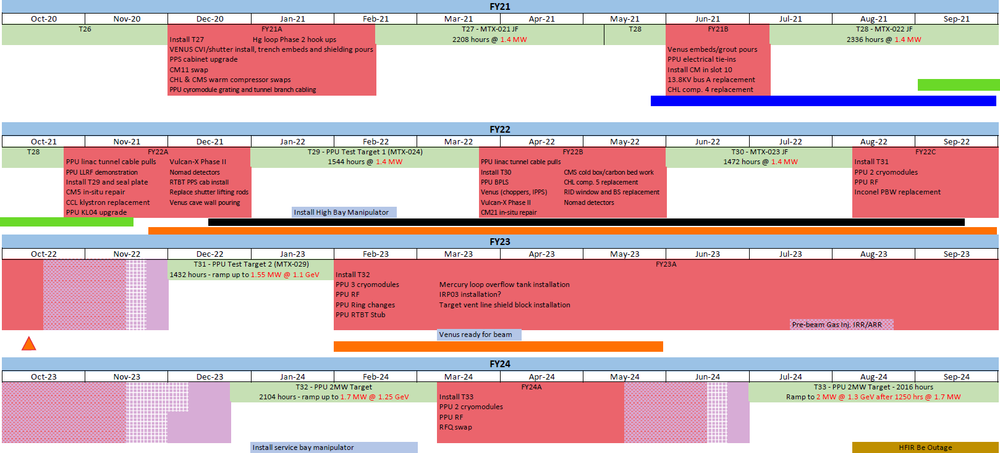 FY21
Oct-20 Nov-20 Dec-20 Jan-21 Feb-21 Mar-21 Apr-21 May-21 Jun-21 Jul-21 Aug-21 Sep-21
T26 FY21A T27 - MTX-021 JF T28 FY21B T28 - MTX-022 JF
Install T27 Hg loop Phase 2 hook ups 2208 hours @ 1.4 MW 2336 hours @ 1.4 MW
VENUS CVI/shutter install, trench embeds and shielding pours Venus embeds/grout pours
PPS cabinet upgrade PPU electrical tie-ins
CM11 swap Install CM in slot 10
CHL & CMS warm compressor swaps 13.8KV bus A replacement
PPU cyromodule grating and tunnel branch cabling CHL comp. 4 replacement
FY22
Oct-21 Nov-21 Dec-21 Jan-22 Feb-22 Mar-22 Apr-22 May-22 Jun-22 Jul-22 Aug-22 Sep-22
T28 FY22A T29 - PPU Test Target 1 (MTX-024) FY22B T30 - MTX-023 JF FY22C
PPU linac tunnel cable pulls Vulcan-X Phase II 1544 hours @ 1.4 MW PPU linac tunnel cable pulls 1472 hour @ 1.4 MW Install T31
PPU LLRF demonstration Nomad detectors Install T30 CMS cold box/carbon bed work PPU 2 cryomodules
Install T29 and seal plate RTBT PPS cab install PPU BPLS CHL comp. 5 replacement PPU RF
CM5 in-situ repair Replace shutter lifting rods Venus (choppers, IPPS) RID window and BS replacement Inconel PBW replacement
CCL klystron replacement Venus cave wall pouring Vulcan-X Phase II Nomad detectors
PPU KL04 upgrade Install High Bay Manipulator CM21 in-situ repair
FY23
Oct-22 Nov-22 Dec-22 Jan-23 Feb-23 Mar-23 Apr-23 May-23 Jun-23 Jul-23 Aug-23 Sep-23
T31 - PPU Test Target 2 (MTX-029) FY23A
1432 hours - ramp up to 1.55 MW @ 1.1 GeV Install T32
PPU 3 cryomodules Mercury loop overflow tank installation
PPU RF IRP03 installation?
PPU Ring changes Target vent line shield block installation
PPU RTBT Stub
Pre-beam Gas Inj. IRR/ARR
Venus ready for beam
FY24
Oct-23 Nov-23 Dec-23 Jan-24 Feb-24 Mar-24 Apr-24 May-24 Jun-24 Jul-24 Aug-24 Sep-24
T32 - PPU 2MW Target FY24A T33 - PPU 2MW Target - 2016 hours
2104 hours - ramp up to 1.7 MW @ 1.25 GeV Install T33 Ramp to 2 MW @ 1.3 GeV after 1250 hrs @ 1.7 MW
PPU 2 cryomodules
PPU RF
RFQ swap
Install service bay manipulator HFIR Be Outage